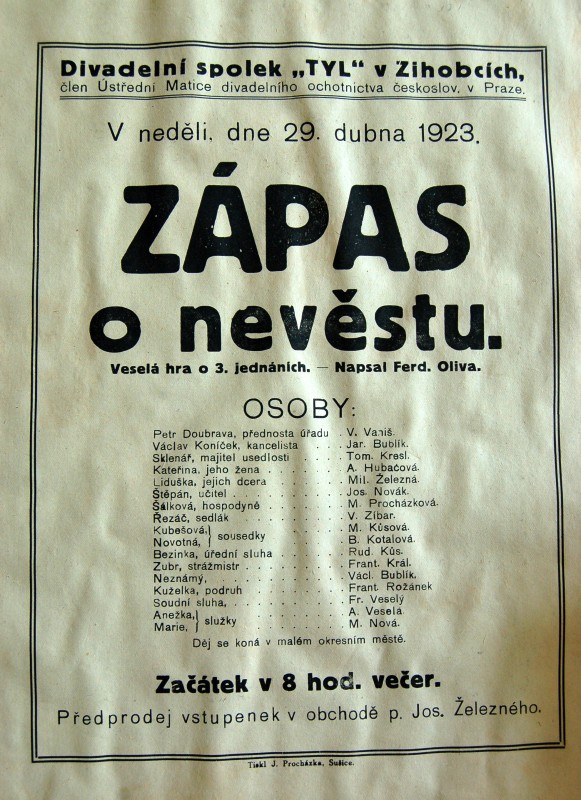 Divadelní spolek „TYL“ v Žihobcích,
člen Ústřední Matice divadelního ochotnictva českoslov. v Praze.
V neděli, dne 29. dubna 1923.
ZÁPAS
o nevěstu.
Veselá hra o 3. jednáních. — Napsal Ferd. Oliva.
OSOBY:
Petr Doubrava, přednosta úřadu . V. Vaňiš.
Václav Koníček, kancelista . . . . Jar. Bublík.
Sklenář, majitel usedlosti . . . . Tom. Kresl.
Kateřina, jeho žena . . . . . . . A. Hubačová.
Liduška, jejich dcera . . . . . . Mil. Železná.
Štěpán, učitel . . . . . . . . . Jos. Novák.
Šálková, hospodyně . . . . . . . M. Procházková.
Řezáč, sedlák . . . . . . . . . V. Zíbar.
Kubešová, } sousedky . . . . . . M. Kůsová.
Novotná, } B. Kotalová.
Bezinka, úřední sluha . . . . . . Rud. Kůs.
Zubr, strážmistr . . . . . . . . Frant. Král.
Neznámý, . . . . . . . . . . . Václ. Bublík.
Kuželka, podruh . . . . . . . . Frant. Rožánek
Soudní sluha, . . . . . . . . . Fr. Veselý
Anežka, } služky . . . . . . . . A. Veselá.
Marie, } M. Nová.
Děj se koná v malém okresním městě.
Začátek v 8 hod. večer.
Předprodej vstupenek v obchodě p. Jos. Železného.
Tiskl J. Procházka, Sušice.